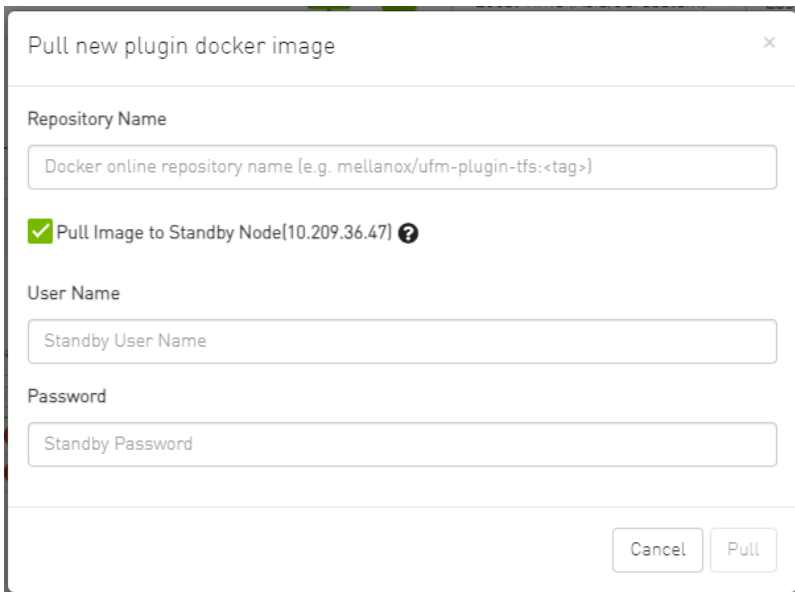 Pull new plugin docker image
×
Repository Name
Docker online repository name (e.g. mellanox/ufm-plugin-tfs:<tag>)
Pull Image to Standby Node(10.209.36.47) ?
User Name
Standby User Name
Password
Standby Password
Cancel
Pull